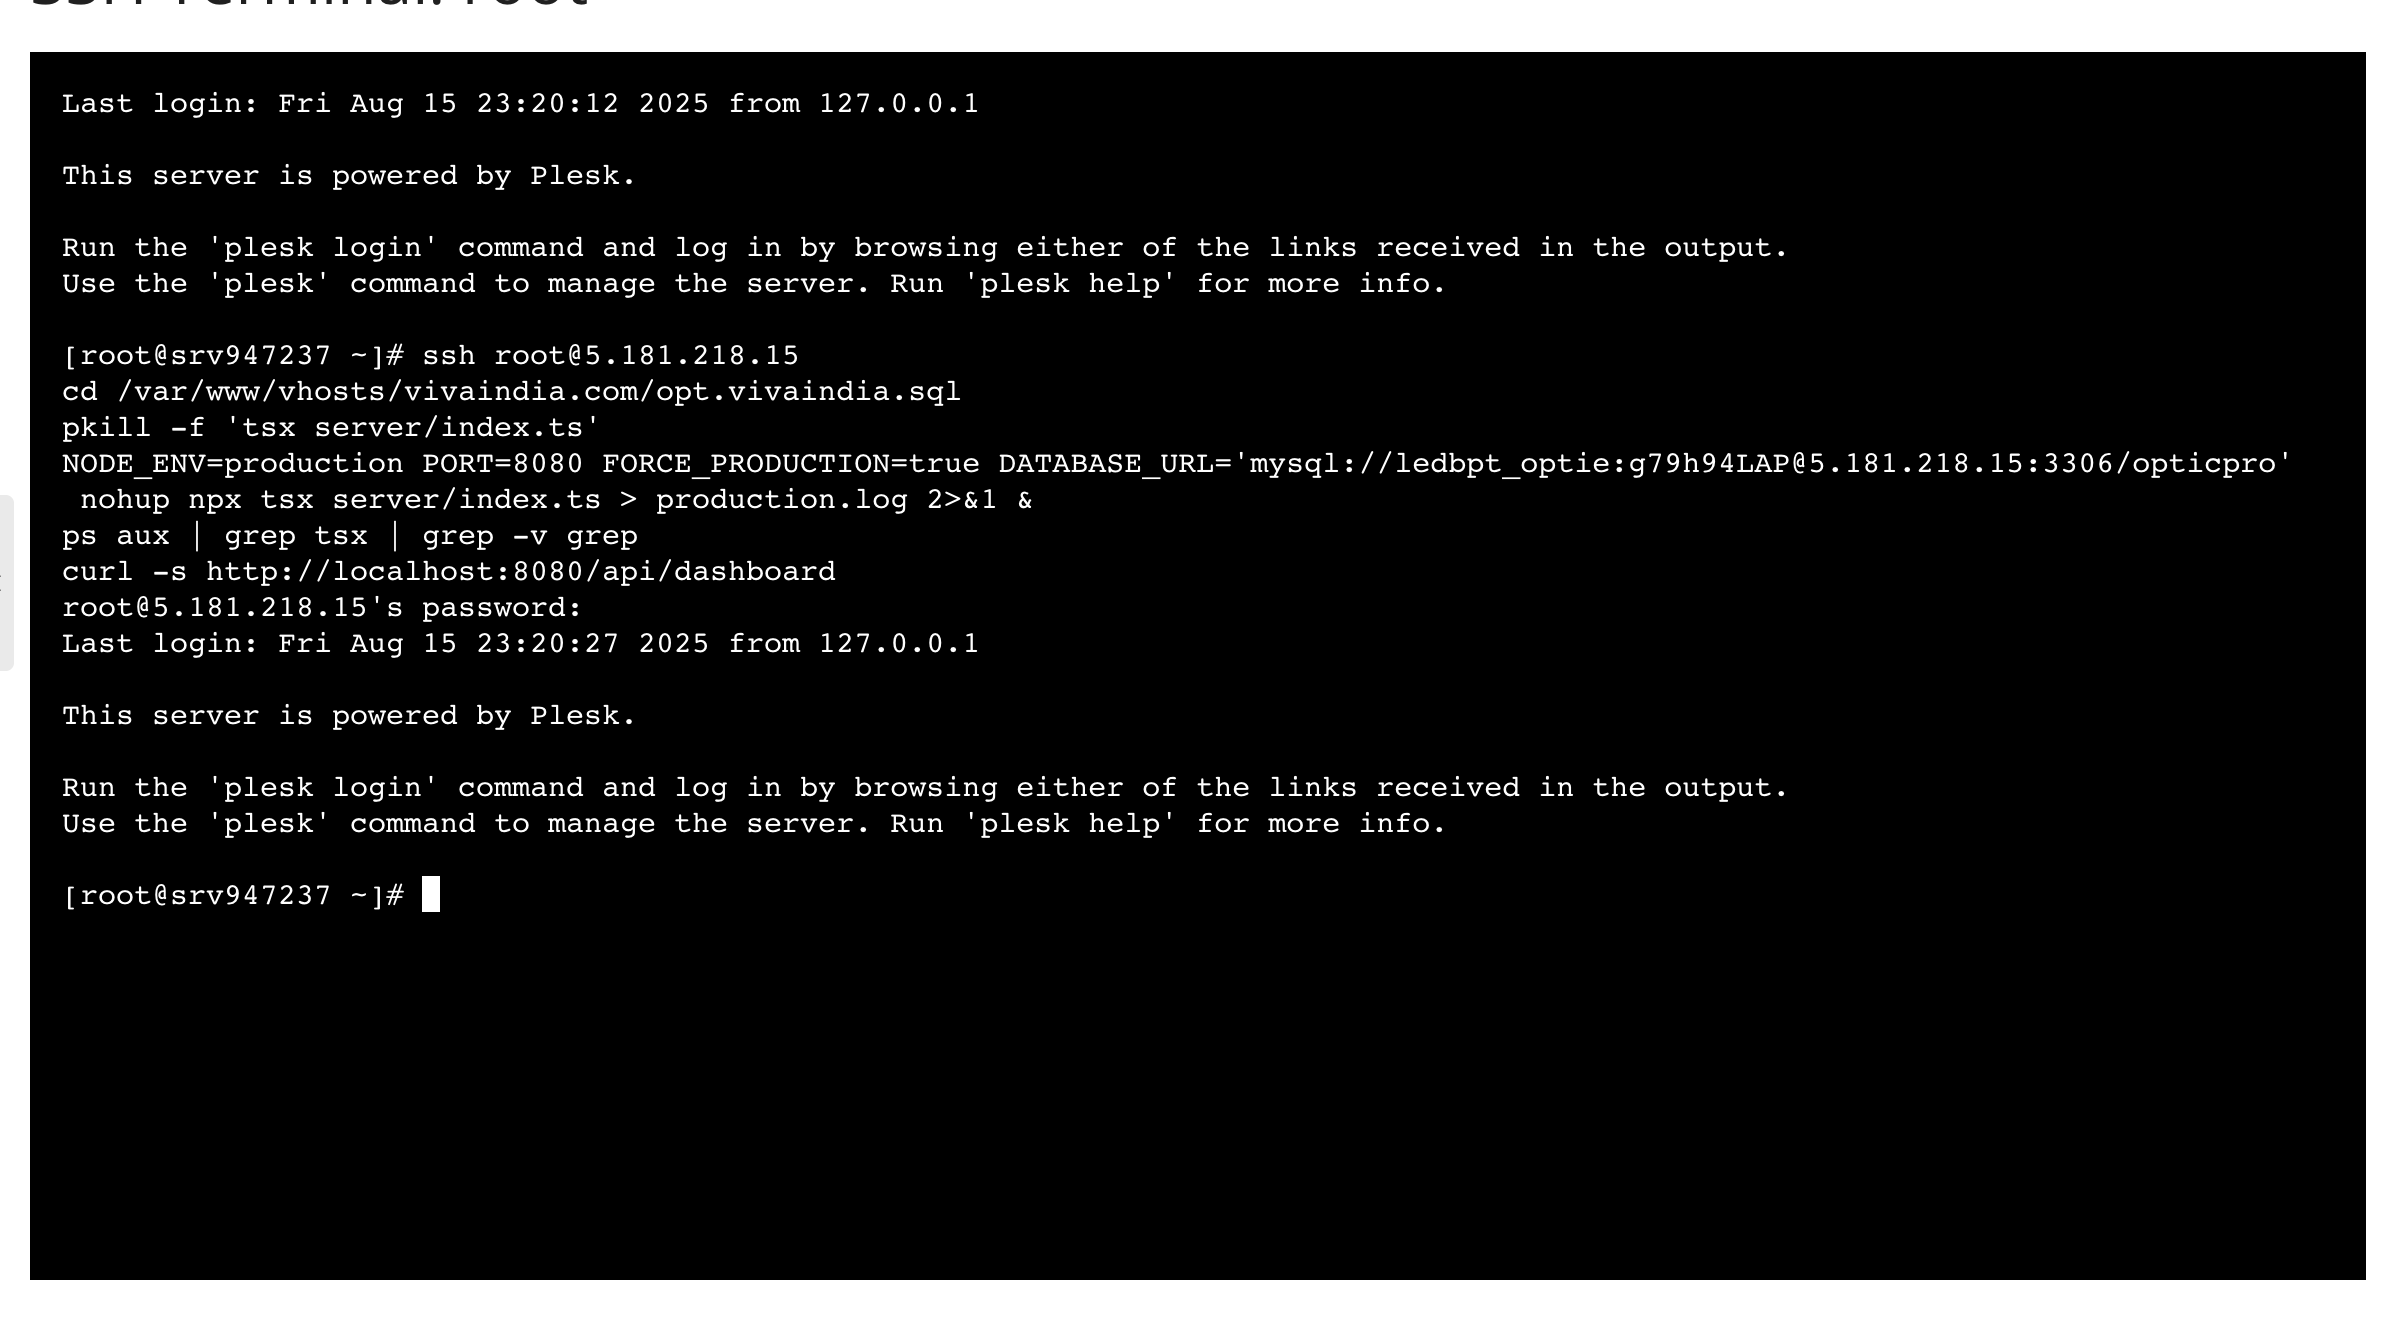 SSH Terminal: root
Last login: Fri Aug 15 23:20:12 2025 from 127.0.0.1
This server is powered by Plesk.
Run the 'plesk login' command and log in by browsing either of the links received in the output.
Use the 'plesk' command to manage the server. Run 'plesk help' for more info.
[root@srv947237 ~]# ssh root@5.181.218.15
cd /var/www/vhosts/vivaindia.com/opt.vivaindia.sql
pkill -f 'tsx server/index.ts'
NODE_ENV=production PORT=8080 FORCE_PRODUCTION=true DATABASE_URL='mysql://ledbpt_optie:g79h94LAP@5.181.218.15:3306/opticpro'
 nohup npx tsx server/index.ts > production.log 2>&1 &
ps aux | grep tsx | grep -v grep
curl -s http://localhost:8080/api/dashboard
root@5.181.218.15's password:
Last login: Fri Aug 15 23:20:27 2025 from 127.0.0.1
This server is powered by Plesk.
Run the 'plesk login' command and log in by browsing either of the links received in the output.
Use the 'plesk' command to manage the server. Run 'plesk help' for more info.
[root@srv947237 ~]#